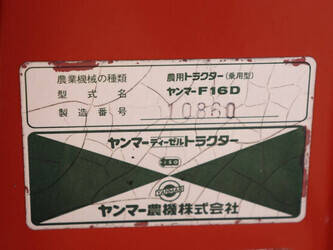 農業機械の種類 農用トラクター(乗用型)
型式名 ヤンマーF16D
製造番号 10860
ヤンマーディーゼルトラクター
YANMAR
ヤンマー農機株式会社